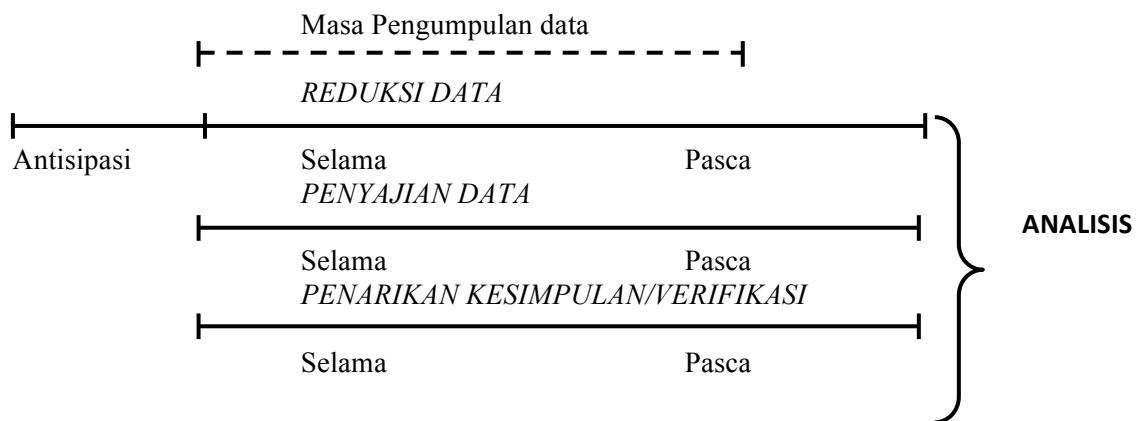 Masa Pengumpulan data
REDUKSI DATA
Antisipasi Selama Pasca
PENYAJIAN DATA
ANALISIS
Selama Pasca
PENARIKAN KESIMPULAN/VERIFIKASI
Selama Pasca